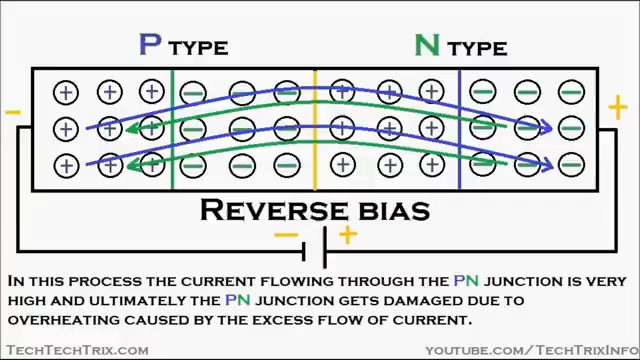 P TYPE N TYPE
REVERSE BIAS
IN THIS PROCESS THE CURRENT FLOWING THROUGH THE PN JUNCTION IS VERY
HIGH AND ULTIMATELY THE PN JUNCTION GETS DAMAGED DUE TO
OVERHEATING CAUSED BY THE EXCESS FLOW OF CURRENT.
TECHTECHTRIX.COM YOUTUBE.COM/TECHTRIXINFO